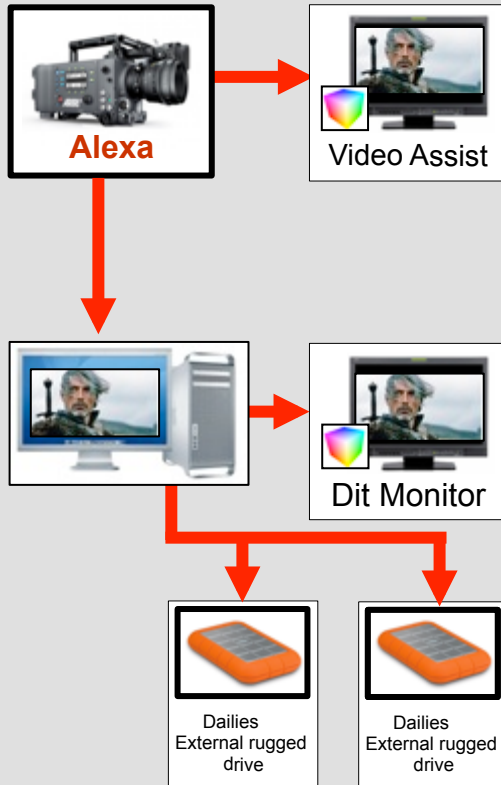 Alexa
Video Assist
Dit Monitor
Dailies
External rugged
drive
Dailies
External rugged
drive